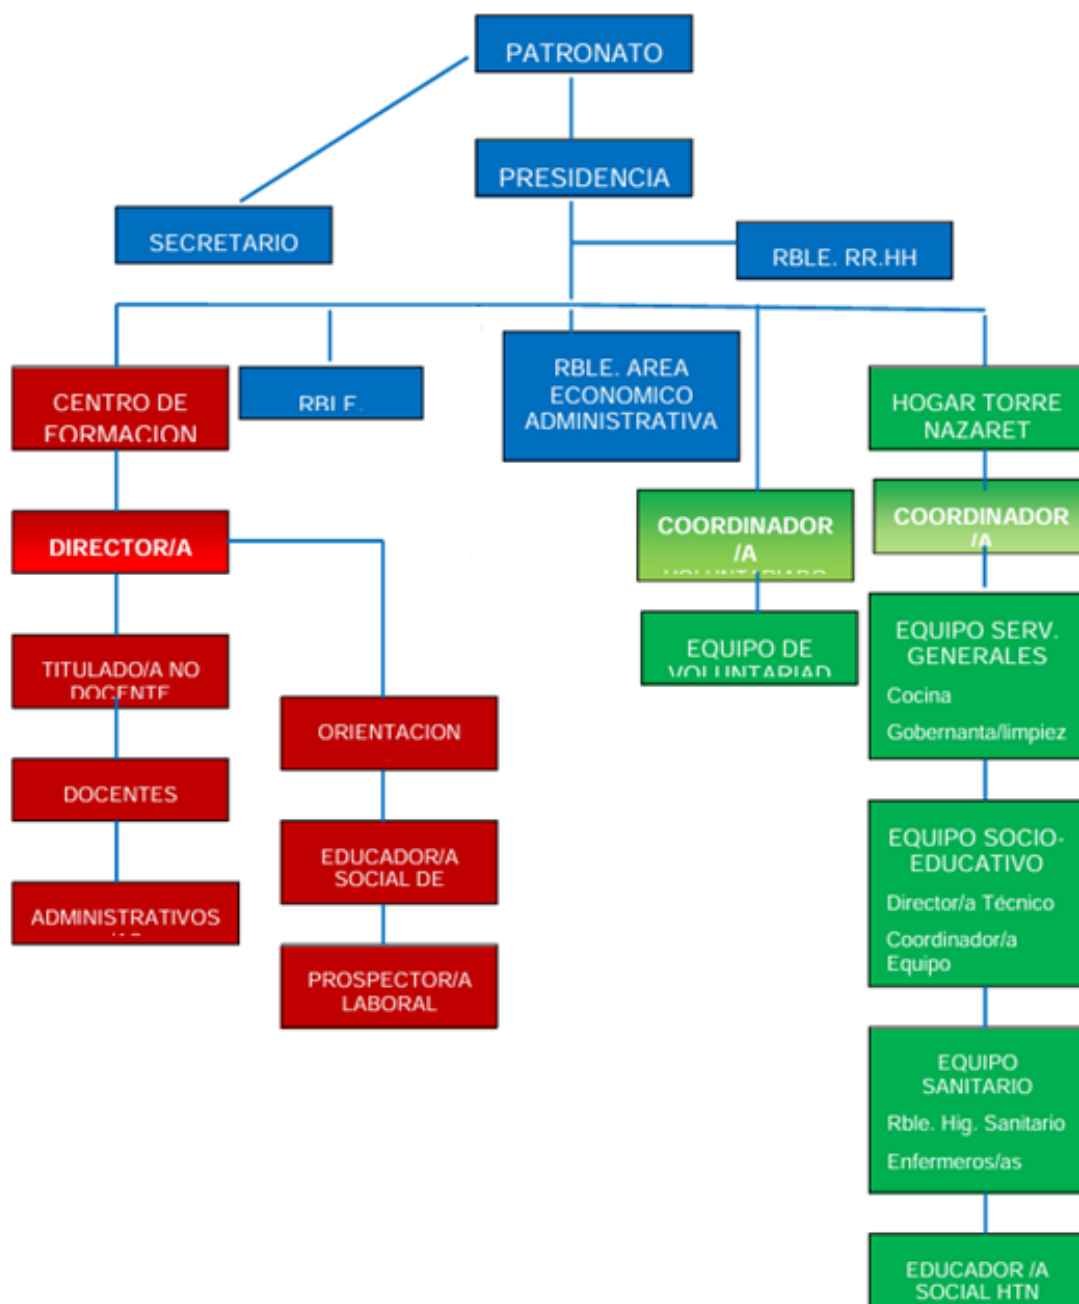 PATRONATO
PRESIDENCIA
SECRETARIO
RBLE. RR.HH
CENTRO DE
FORMACION
RBLE.
RBLE. AREA
ECONOMICO
ADMINISTRATIVA
HOGAR TORRE
NAZARET
DIRECTOR/A
COORDINADOR
/A
VOLUNTARIADO
COORDINADOR
/A
EQUIPO DE
VOLUNTARIAD
TITULADO/A NO
DOCENTE
DOCENTES
ADMINISTRATIVOS
ORIENTACION
EDUCADOR/A
SOCIAL DE
PROSPECTOR/A
LABORAL
EQUIPO SERV.
GENERALES
Cocina
Gobernanta/limpiez
EQUIPO SOCIO-
EDUCATIVO
Director/a Técnico
Coordinador/a
Equipo
EQUIPO
SANITARIO
Rble. Hig. Sanitario
Enfermeros/as
EDUCADOR /A
SOCIAL HTN